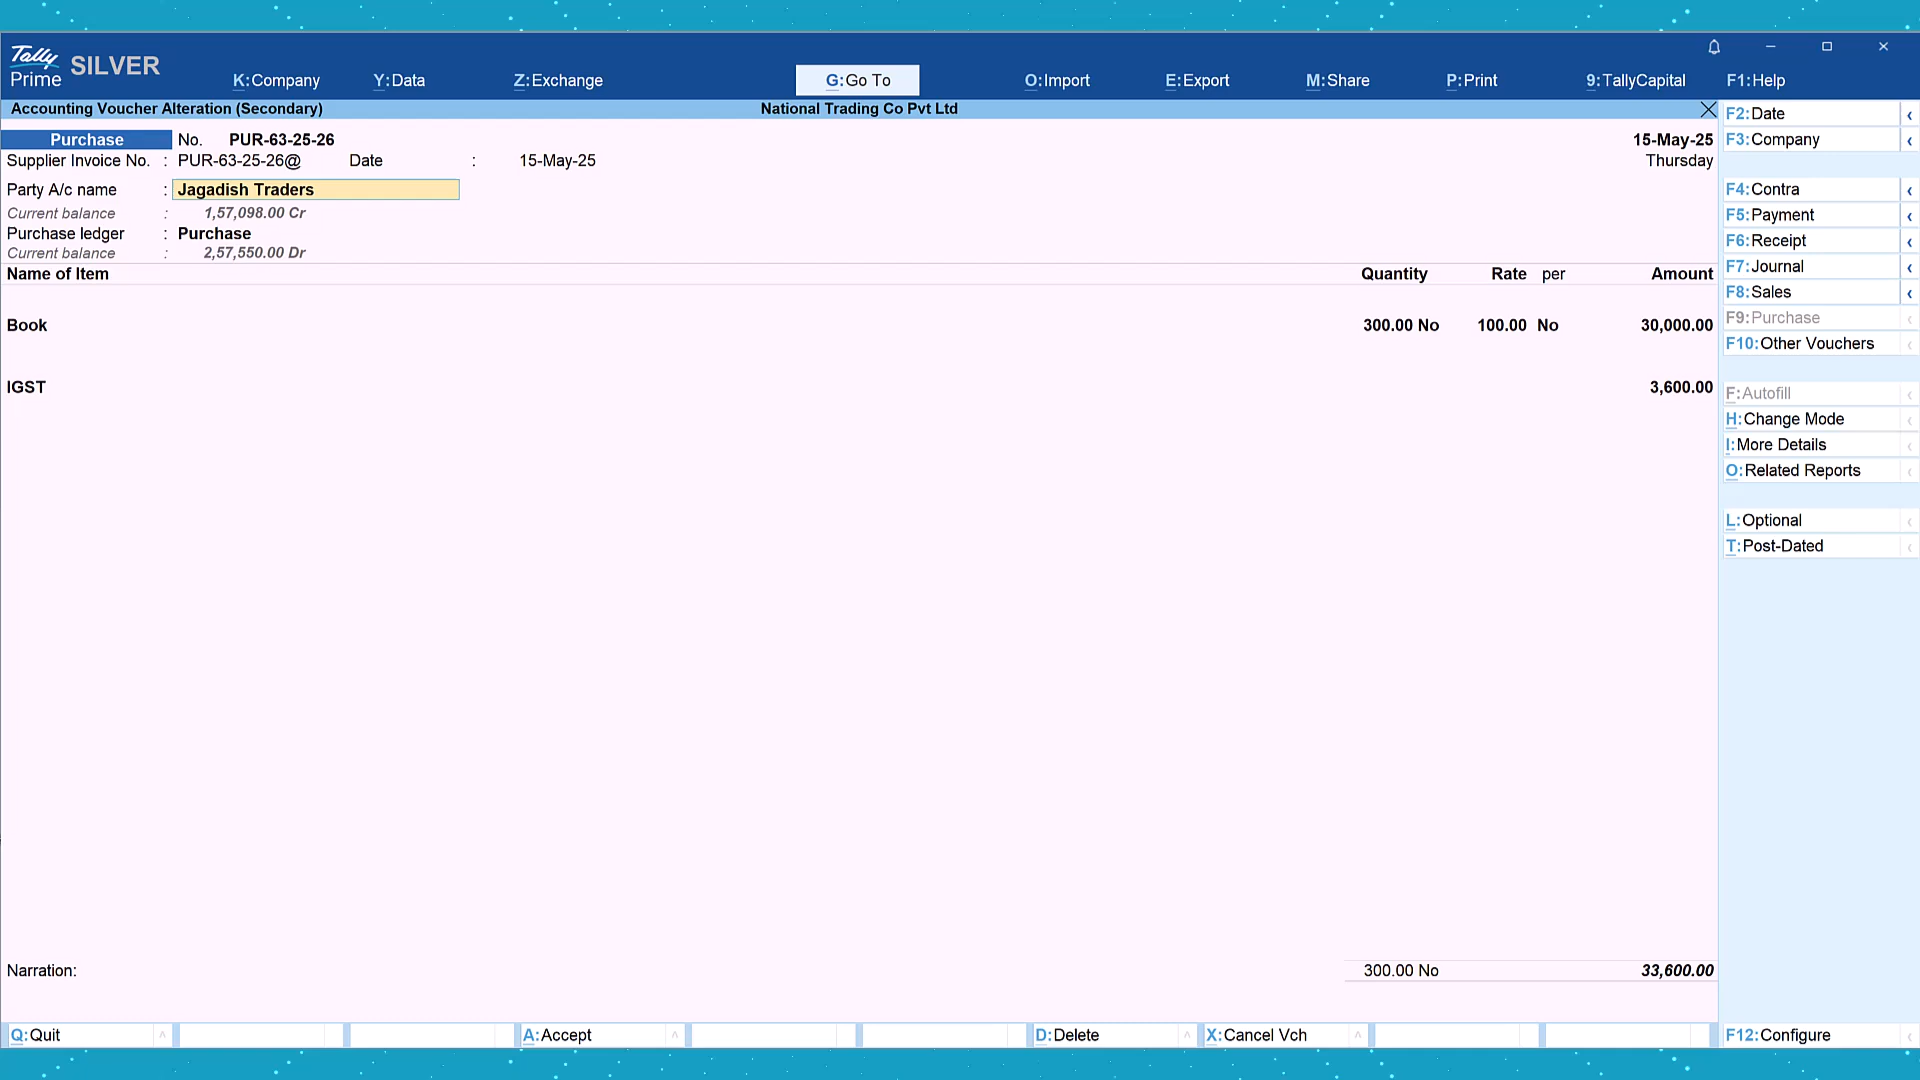 Tally
Prime SILVER
K:Company Y:Data Z:Exchange G:Go To O:Import E:Export M:Share P:Print 9:TallyCapital F1:Help
Accounting Voucher Alteration (Secondary) National Trading Co Pvt Ltd
Purchase No. PUR-63-25-26 15-May-25
Supplier Invoice No. : PUR-63-25-26@ Date : 15-May-25 Thursday
Party A/c name : Jagadish Traders
Current balance : 1,57,098.00 Cr
Purchase ledger : Purchase
Current balance : 2,57,550.00 Dr
Name of Item Quantity Rate per Amount
Book 300.00 No 100.00 No 30,000.00
IGST 3,600.00
Narration: 300.00 No 33,600.00
F2:Date
F3:Company
F4:Contra
F5:Payment
F6:Receipt
F7:Journal
F8:Sales
F9:Purchase
F10:Other Vouchers
F:Autofill
H:Change Mode
I:More Details
O:Related Reports
L:Optional
T:Post-Dated
Q:Quit A:Accept D:Delete X:Cancel Vch F12:Configure